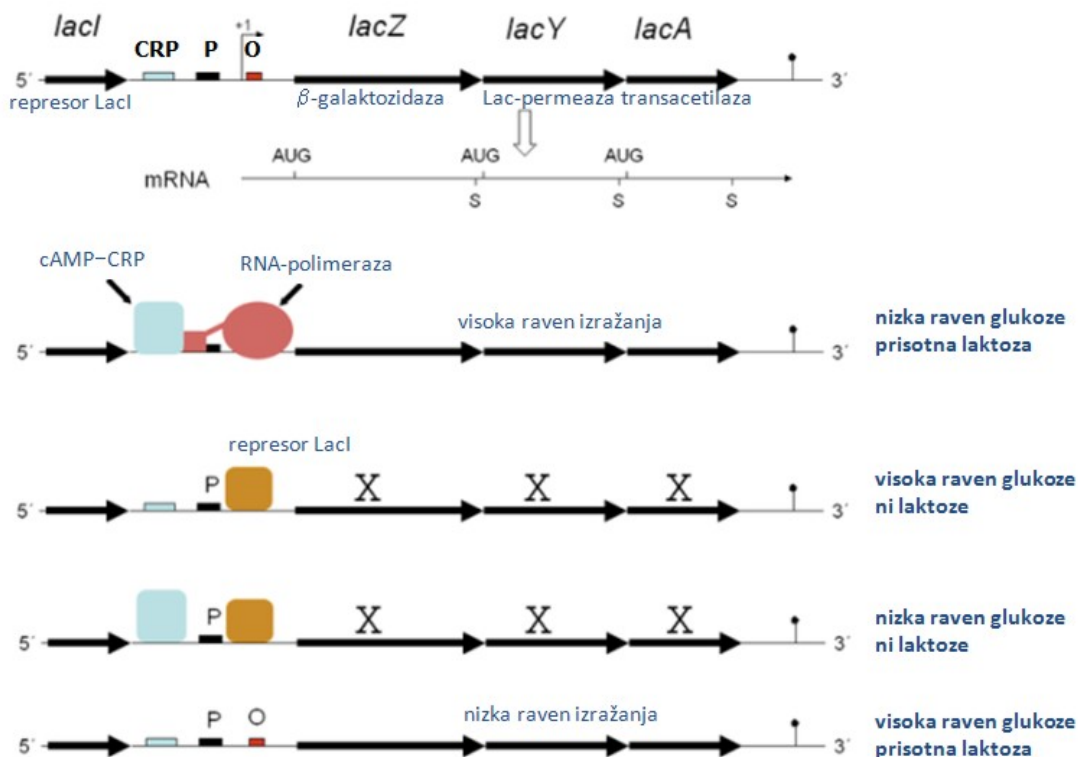 lacI lacZ lacY lacA
+1
CRP P O
5´ 3´
represor LacI β-galaktozidaza Lac-permeaza transacetilaza
AUG AUG AUG
mRNA
S S S
cAMP−CRP RNA-polimeraza
visoka raven izražanja
nizka raven glukoze
prisotna laktoza
5´ 3´
represor LacI
P X X X
visoka raven glukoze
ni laktoze
5´ 3´
P X X X
nizka raven glukoze
ni laktoze
5´ 3´
P O nizka raven izražanja
visoka raven glukoze
prisotna laktoza
5´ 3´